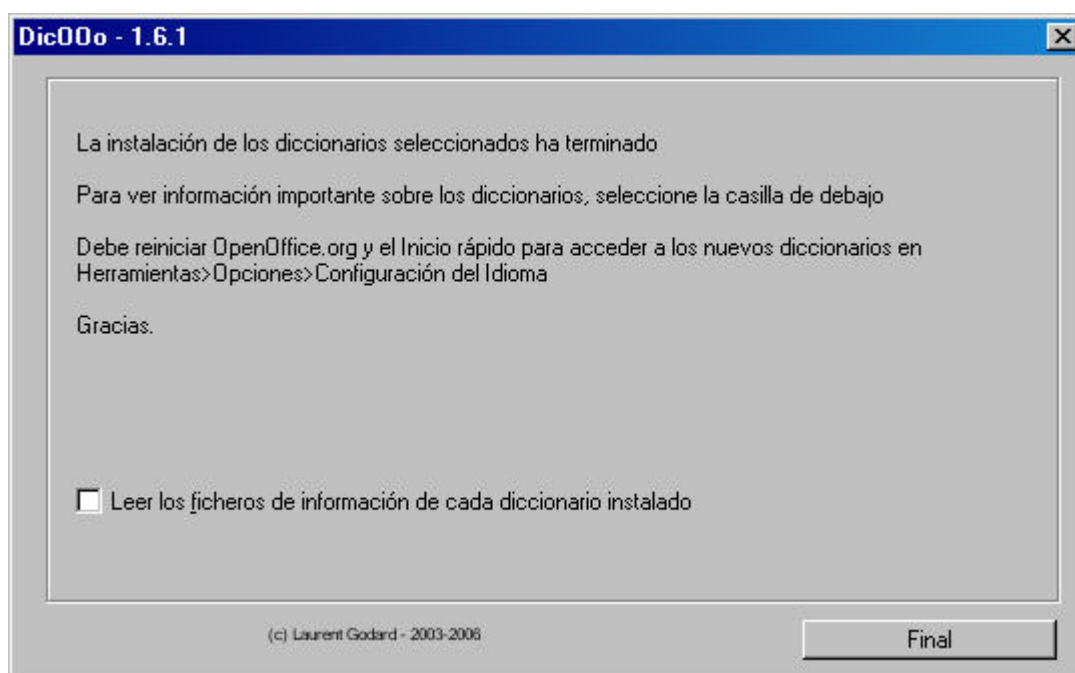 DicOOo - 1.6.1
La instalación de los diccionarios seleccionados ha terminado
Para ver información importante sobre los diccionarios, seleccione la casilla de debajo
Debe reiniciar OpenOffice.org y el Inicio rápido para acceder a los nuevos diccionarios en
Herramientas>Opciones>Configuración del Idioma
Gracias.
Leer los ficheros de información de cada diccionario instalado
(c) Laurent Godard - 2003-2006
Final